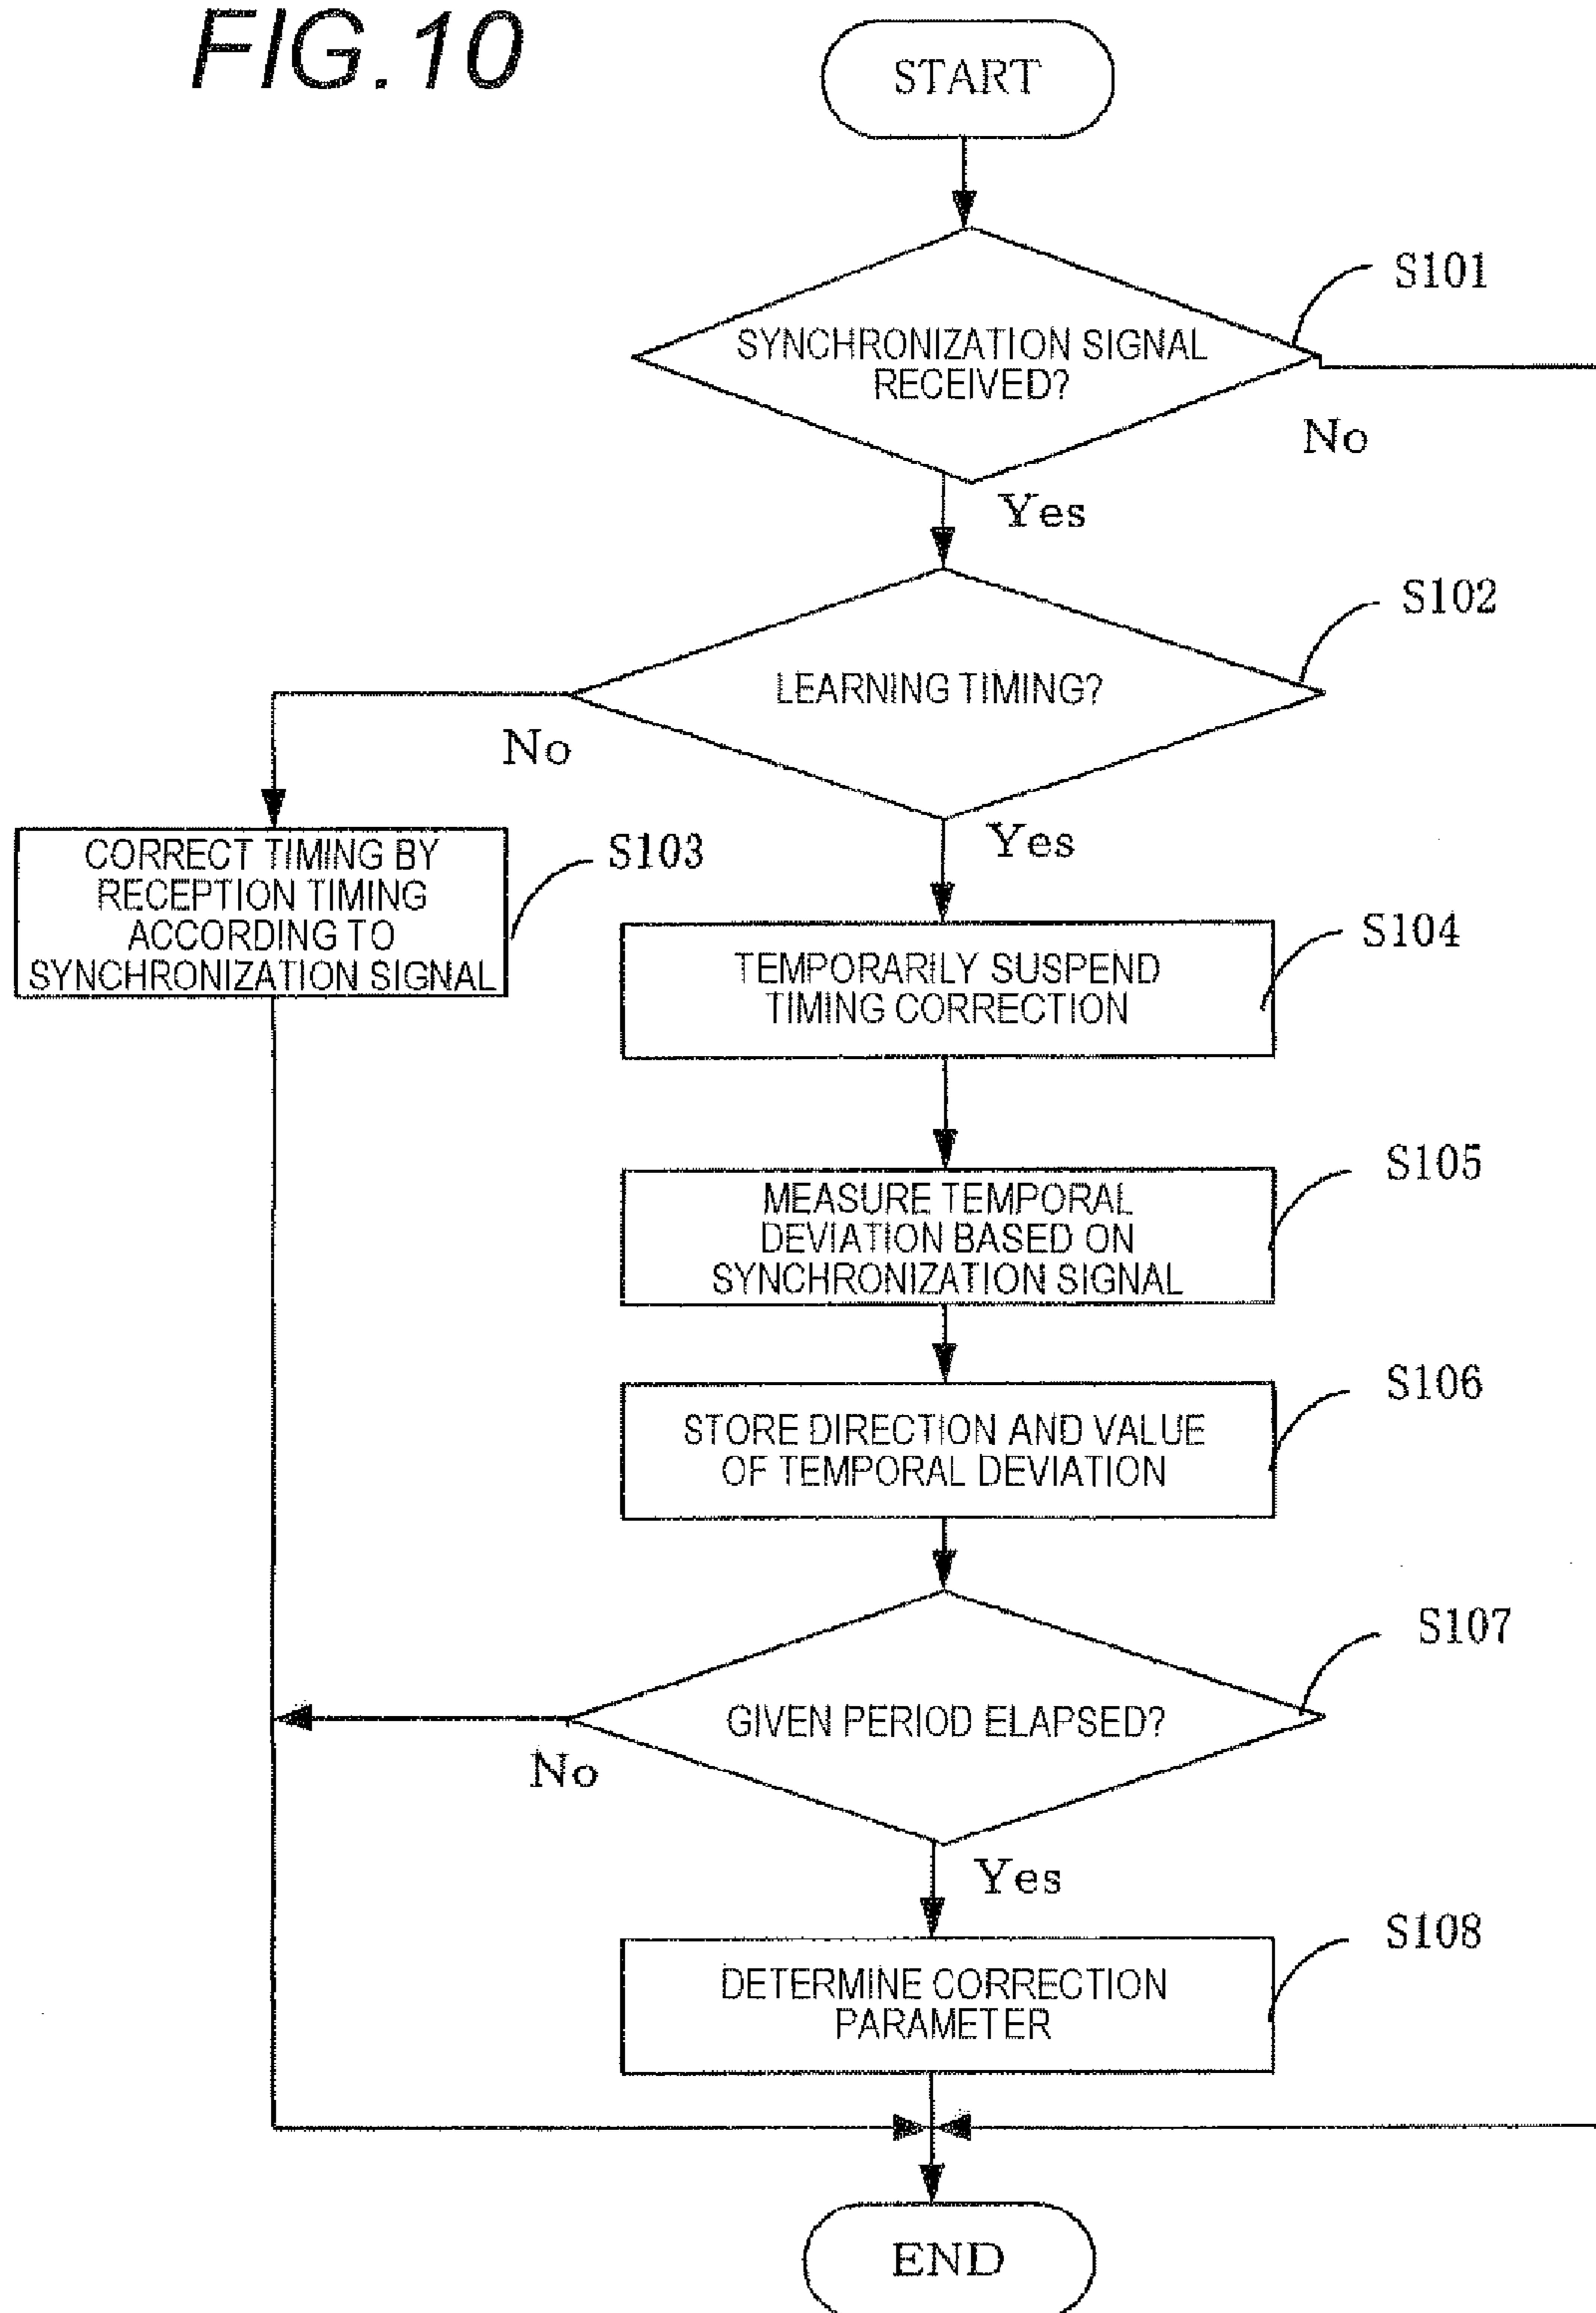 FIG.10
START
S101
SYNCHRONIZATION SIGNAL
RECEIVED?
No
Yes
S102
LEARNING TIMING?
No
Yes
S103
CORRECT TIMING BY
RECEPTION TIMING
ACCORDING TO
SYNCHRONIZATION SIGNAL
S104
TEMPORARILY SUSPEND
TIMING CORRECTION
S105
MEASURE TEMPORAL
DEVIATION BASED ON
SYNCHRONIZATION SIGNAL
S106
STORE DIRECTION AND VALUE
OF TEMPORAL DEVIATION
S107
GIVEN PERIOD ELAPSED?
No
Yes
S108
DETERMINE CORRECTION
PARAMETER
END